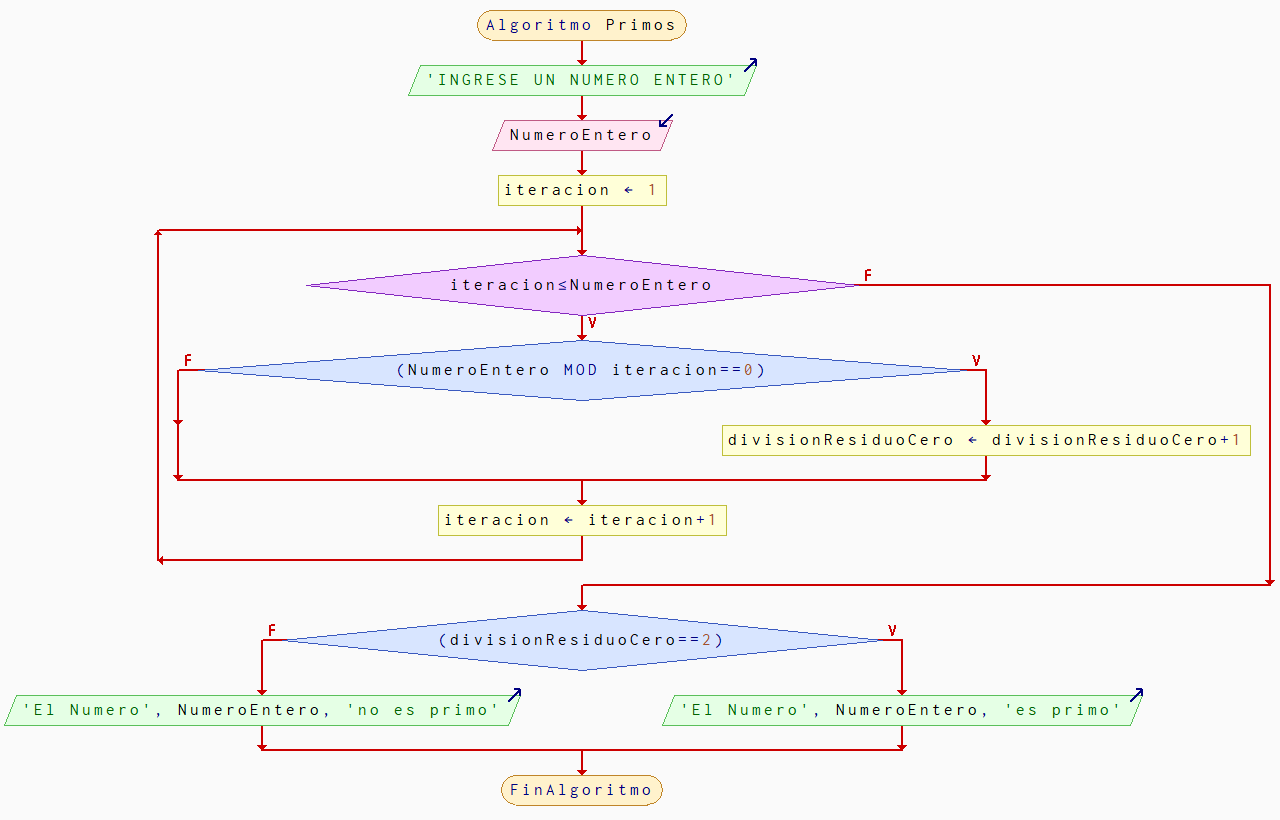 Algoritmo Primos
'INGRESE UN NUMERO ENTERO'
NumeroEntero
iteracion ← 1
iteracion≤NumeroEntero
F
V
(NumeroEntero MOD iteracion==0)
F
V
divisionResiduoCero ← divisionResiduoCero+1
iteracion ← iteracion+1
(divisionResiduoCero==2)
F
V
'El Numero', NumeroEntero, 'no es primo'
'El Numero', NumeroEntero, 'es primo'
FinAlgoritmo